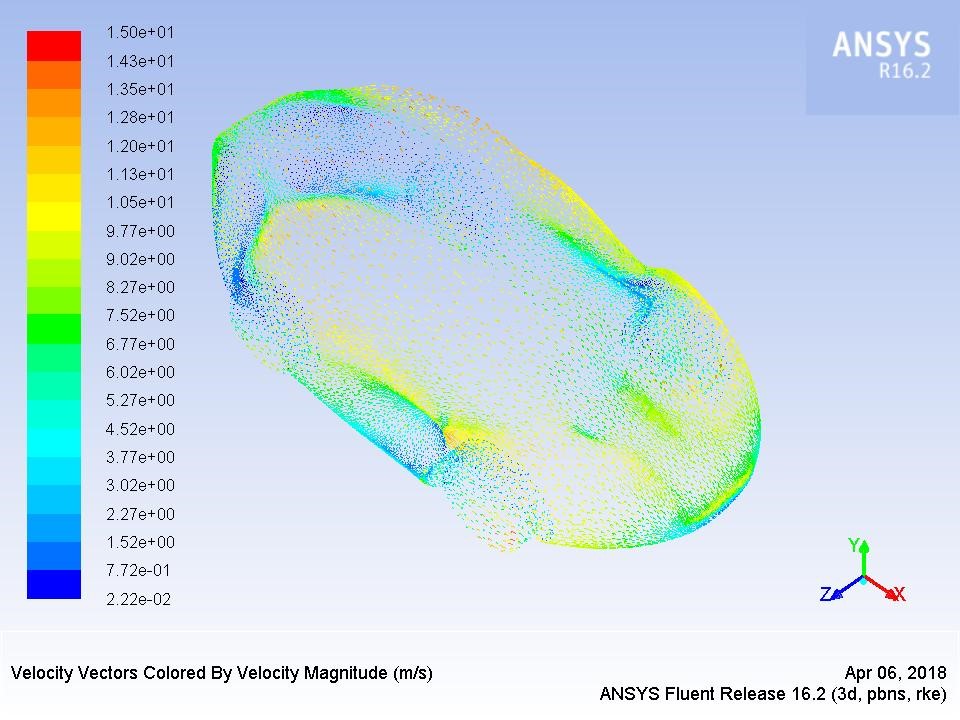 ANSYS
R16.2
1.50e+01
1.43e+01
1.35e+01
1.28e+01
1.20e+01
1.13e+01
1.05e+01
9.77e+00
9.02e+00
8.27e+00
7.52e+00
6.77e+00
6.02e+00
5.27e+00
4.52e+00
3.77e+00
3.02e+00
2.27e+00
1.52e+00
7.72e-01
2.22e-02
Y
Z
X
Velocity Vectors Colored By Velocity Magnitude (m/s)
Apr 06, 2018
ANSYS Fluent Release 16.2 (3d, pbns, rke)